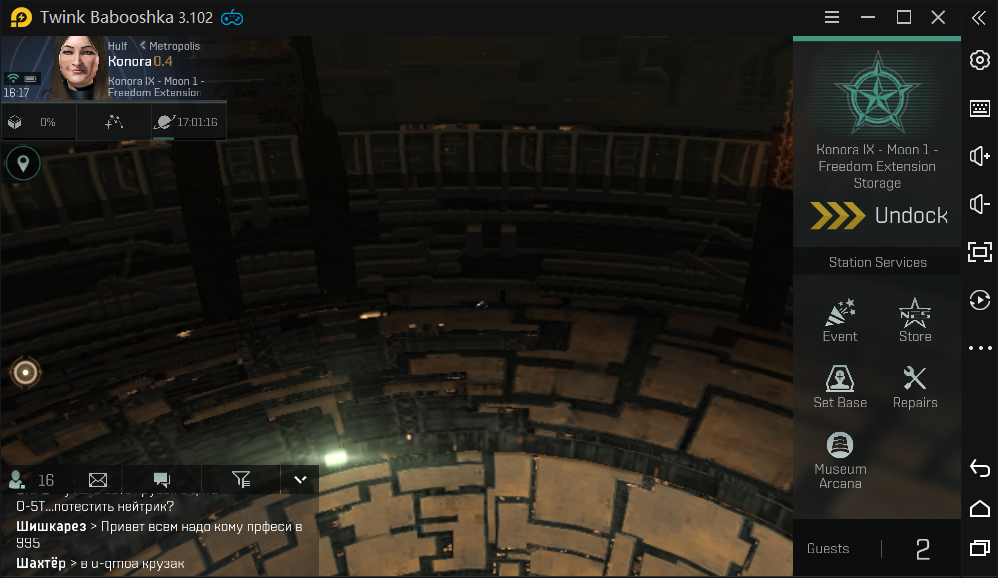 Twink Babooshka 3.102
Hulf < Metropolis
Konora 0.4
Konora IX - Moon 1 -
Freedom Extension
16:17
0%
17:01:16
Konora IX - Moon 1 -
Freedom Extension
Storage
Undock
Station Services
Event
Store
Set Base
Repairs
Museum
Arcana
Guests
2
16
O-5T...потестить нейтрик?
Шишкарез > Привет всем надо кому прфеси в
995
Шахтёр > в u-qmoa крузак